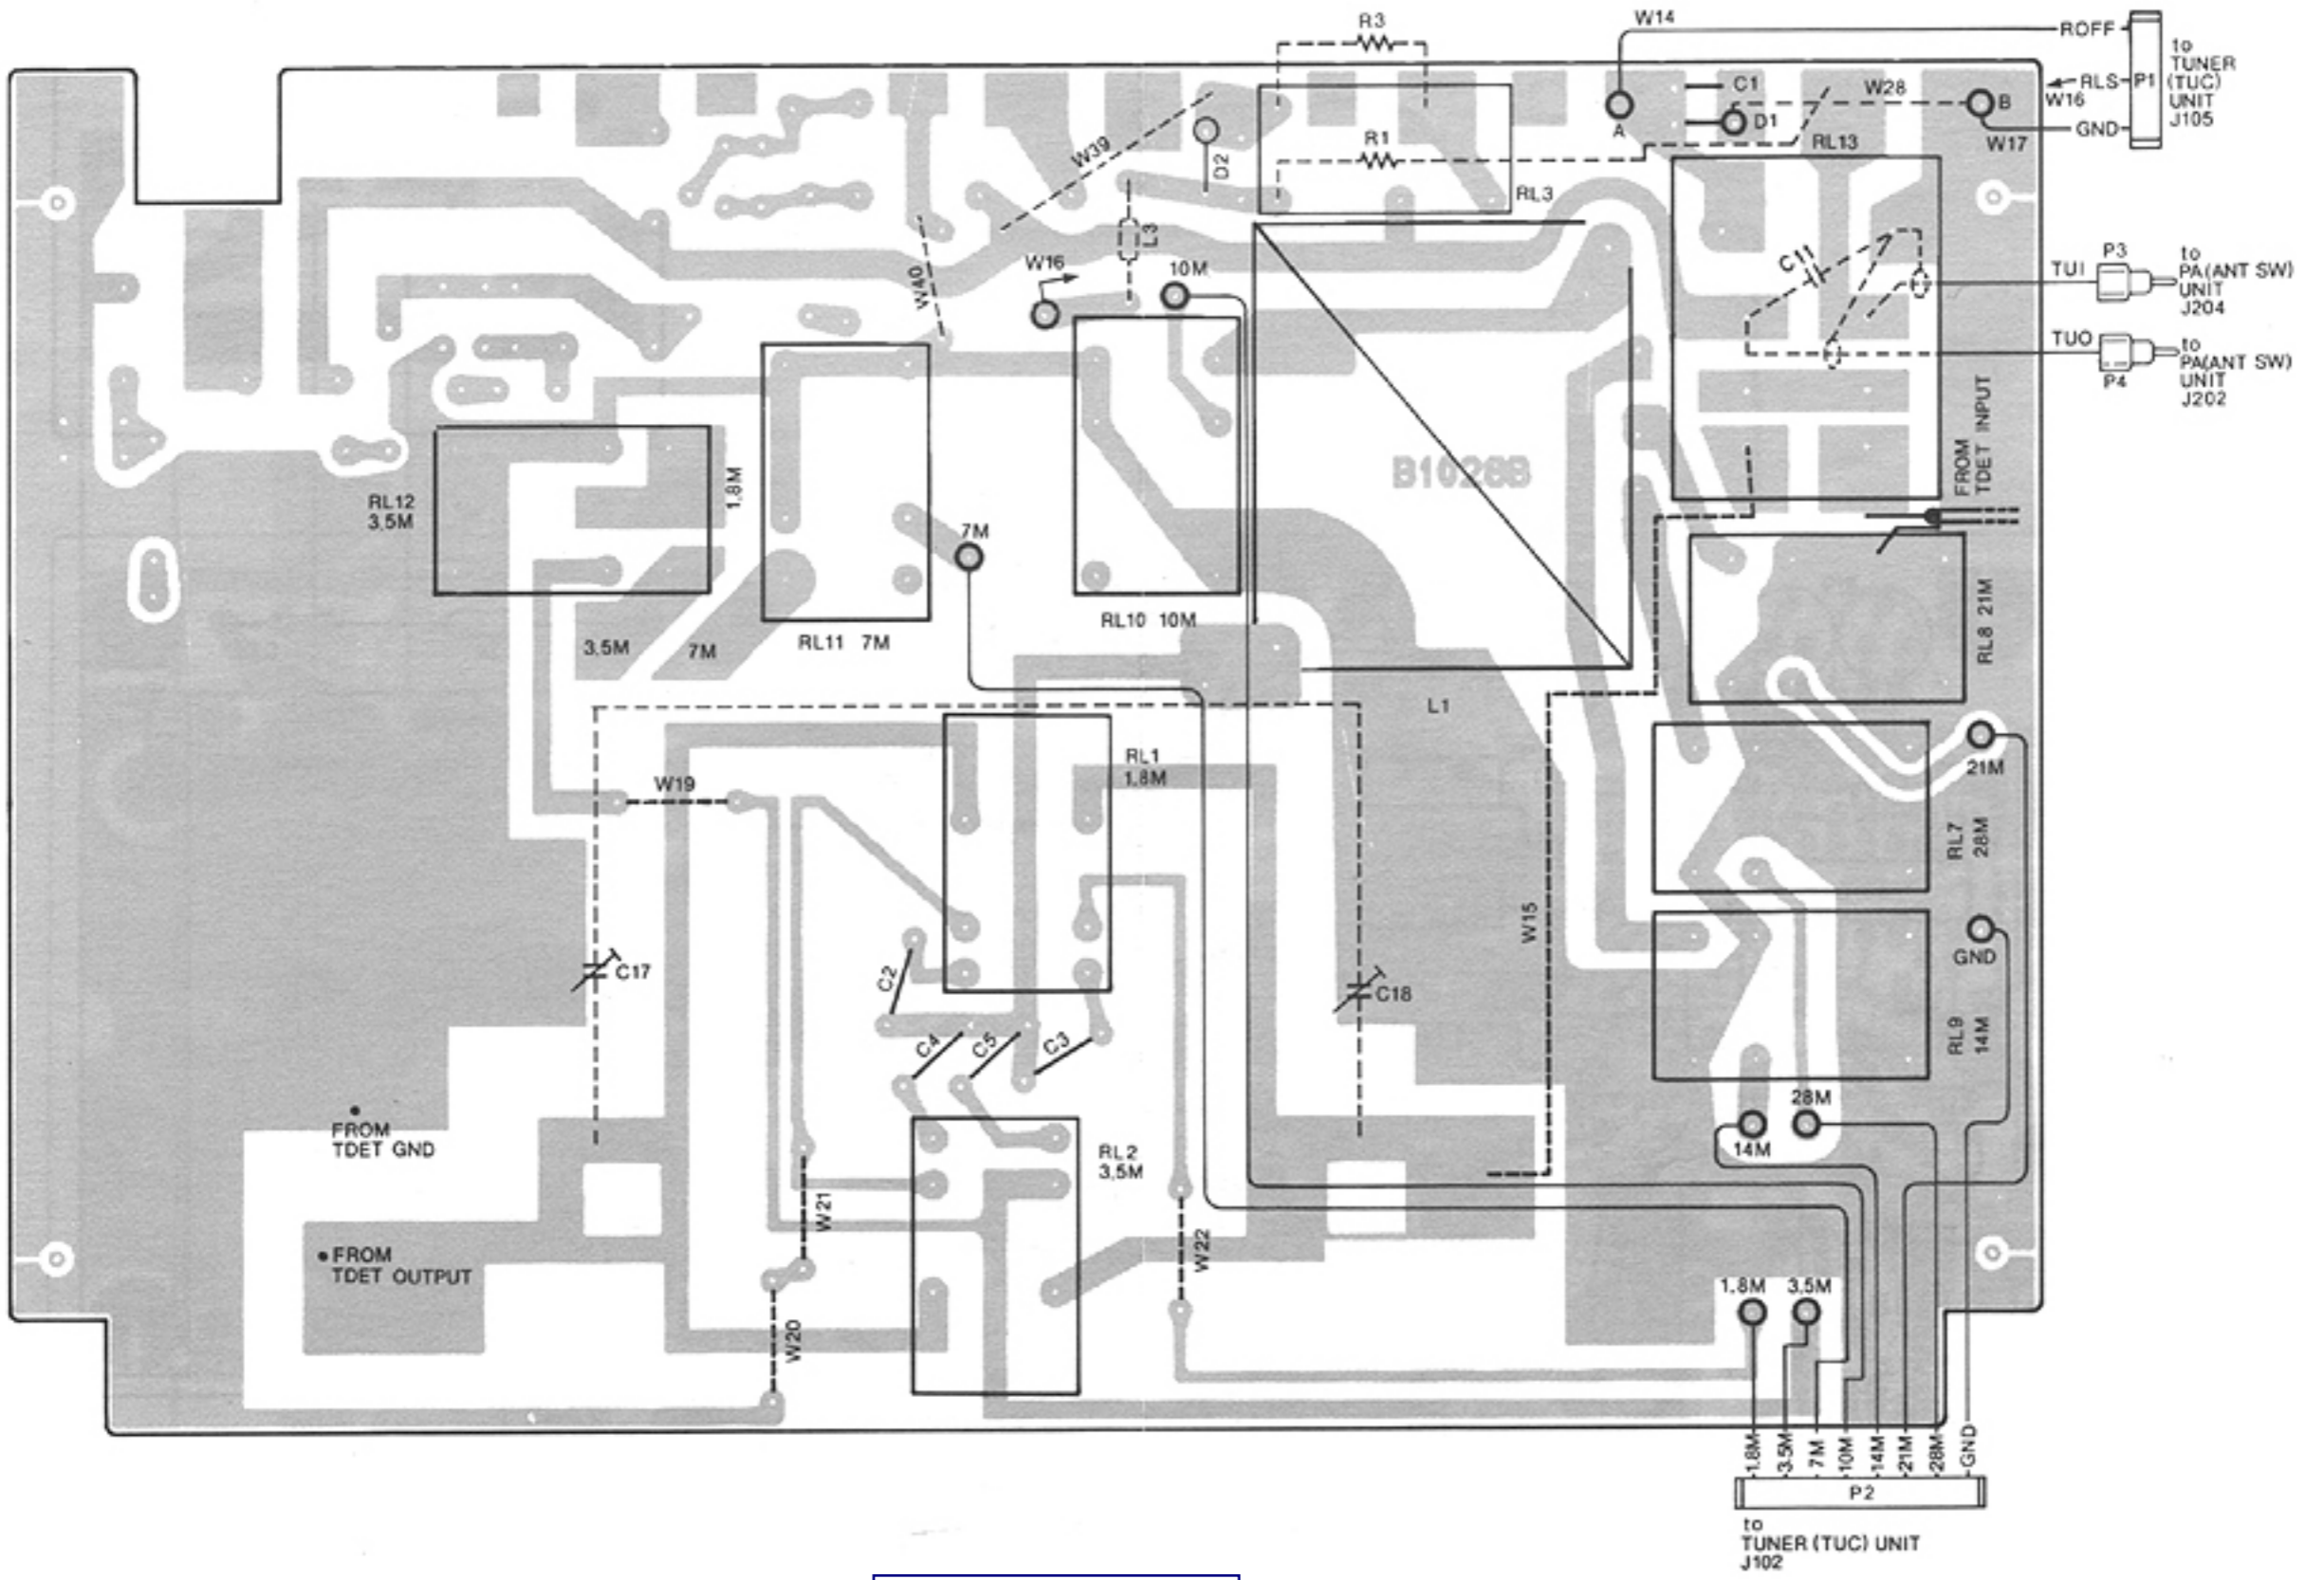 R3
W14
ROFF
to
TUNER
(TUC)
UNIT
J105
P1
RLS
W16
GND
W17
C1
W28
B
A
D1
RL13
R1
W39
D2
RL3
L3
W40
W16
10M
C11
TUI
P3
to
PA(ANT SW)
UNIT
J204
TUO
P4
to
PA(ANT SW)
UNIT
J202
FROM
TDET INPUT
B1028B
RL12
3,5M
1.8M
7M
RL10 10M
RL11 7M
3.5M
7M
RL8 21M
L1
RL1
1.8M
21M
W19
RL7
28M
W15
C17
C2
C18
GND
C4
C5
C3
RL9
14M
FROM
TDET GND
28M
14M
RL2
3,5M
W21
W22
FROM
TDET OUTPUT
1.8M
3.5M
W20
1.8M
3.5M
7M
10M
14M
21M
28M
GND
P2
to
TUNER (TUC) UNIT
J102